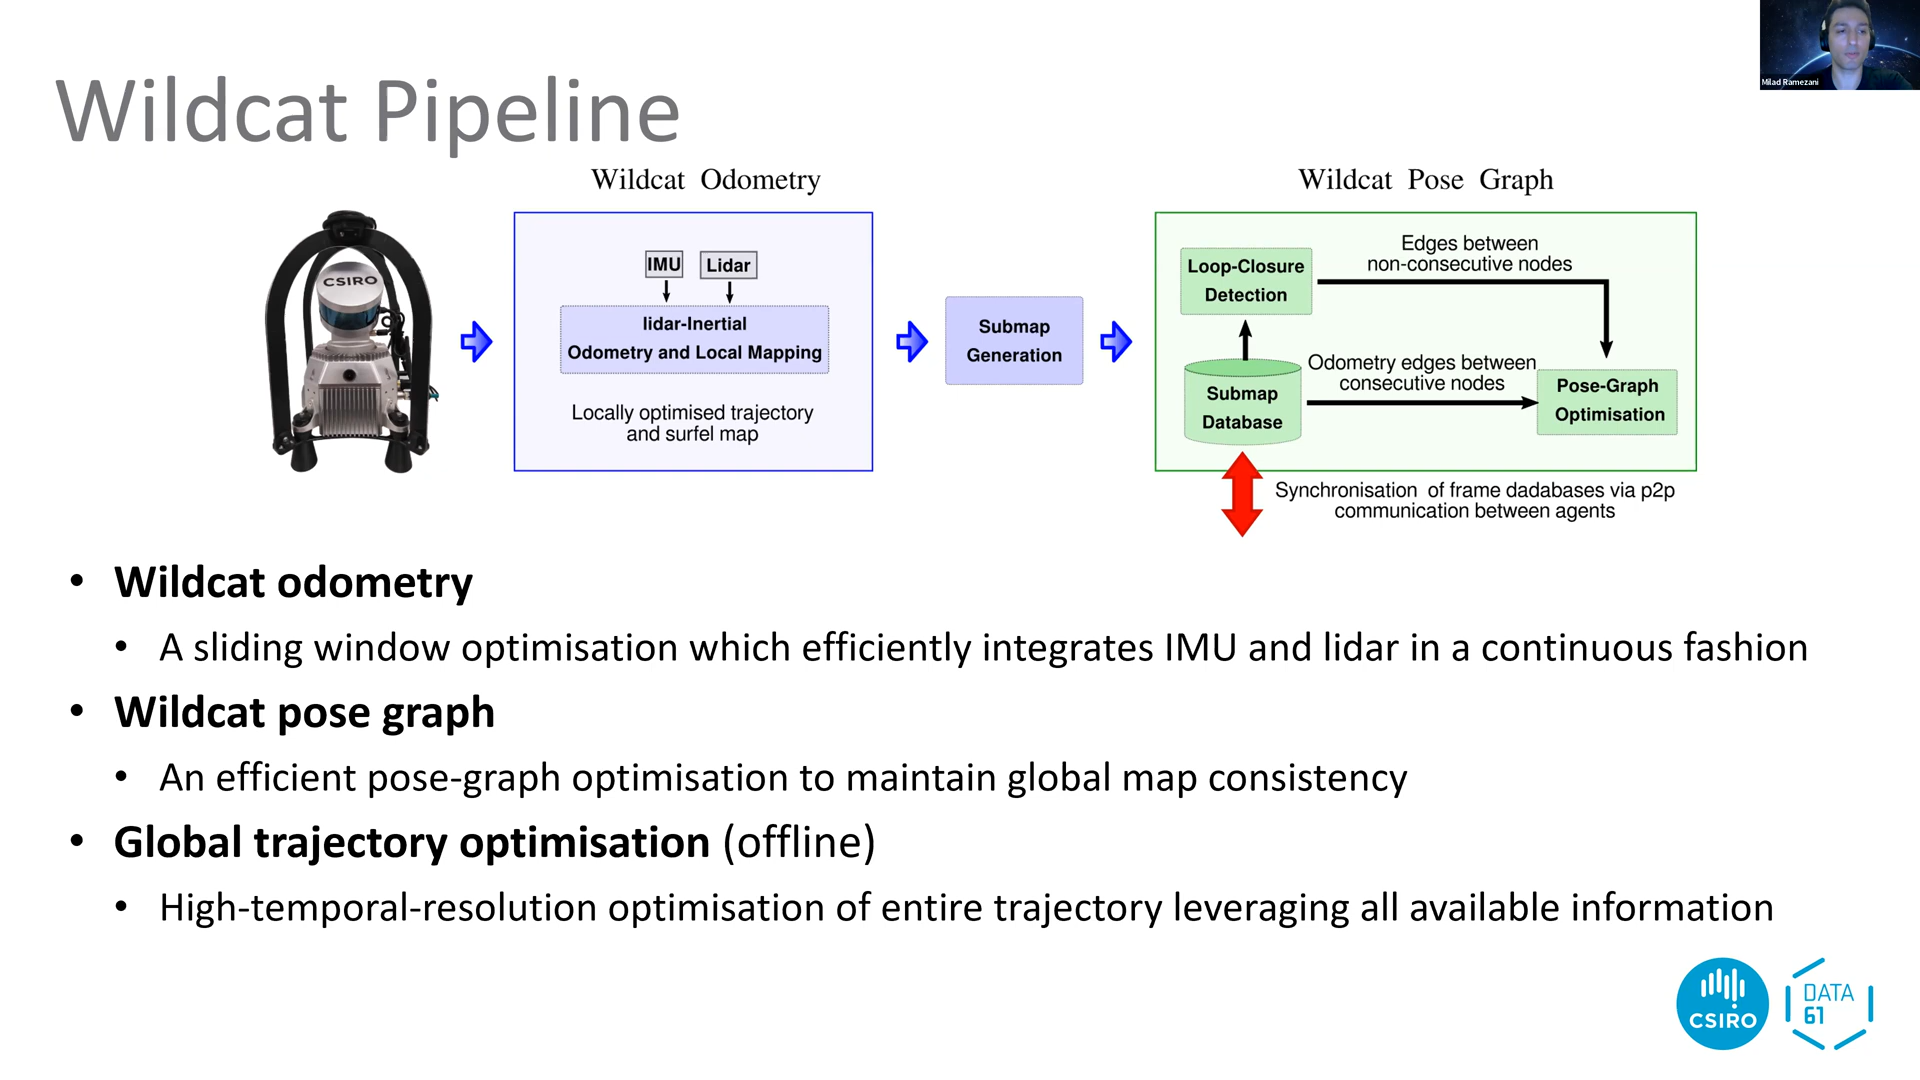 Milad Ramezani
Wildcat Pipeline
Wildcat Odometry
Wildcat Pose Graph
CSIRO
IMU
Lidar
lidar-Inertial
Odometry and Local Mapping
Locally optimised trajectory
and surfel map
Submap
Generation
Loop-Closure
Detection
Edges between
non-consecutive nodes
Submap
Database
Odometry edges between
consecutive nodes
Pose-Graph
Optimisation
Synchronisation of frame dadabases via p2p
communication between agents
• Wildcat odometry
• A sliding window optimisation which efficiently integrates IMU and lidar in a continuous fashion
• Wildcat pose graph
• An efficient pose-graph optimisation to maintain global map consistency
• Global trajectory optimisation (offline)
• High-temporal-resolution optimisation of entire trajectory leveraging all available information
CSIRO
DATA
61